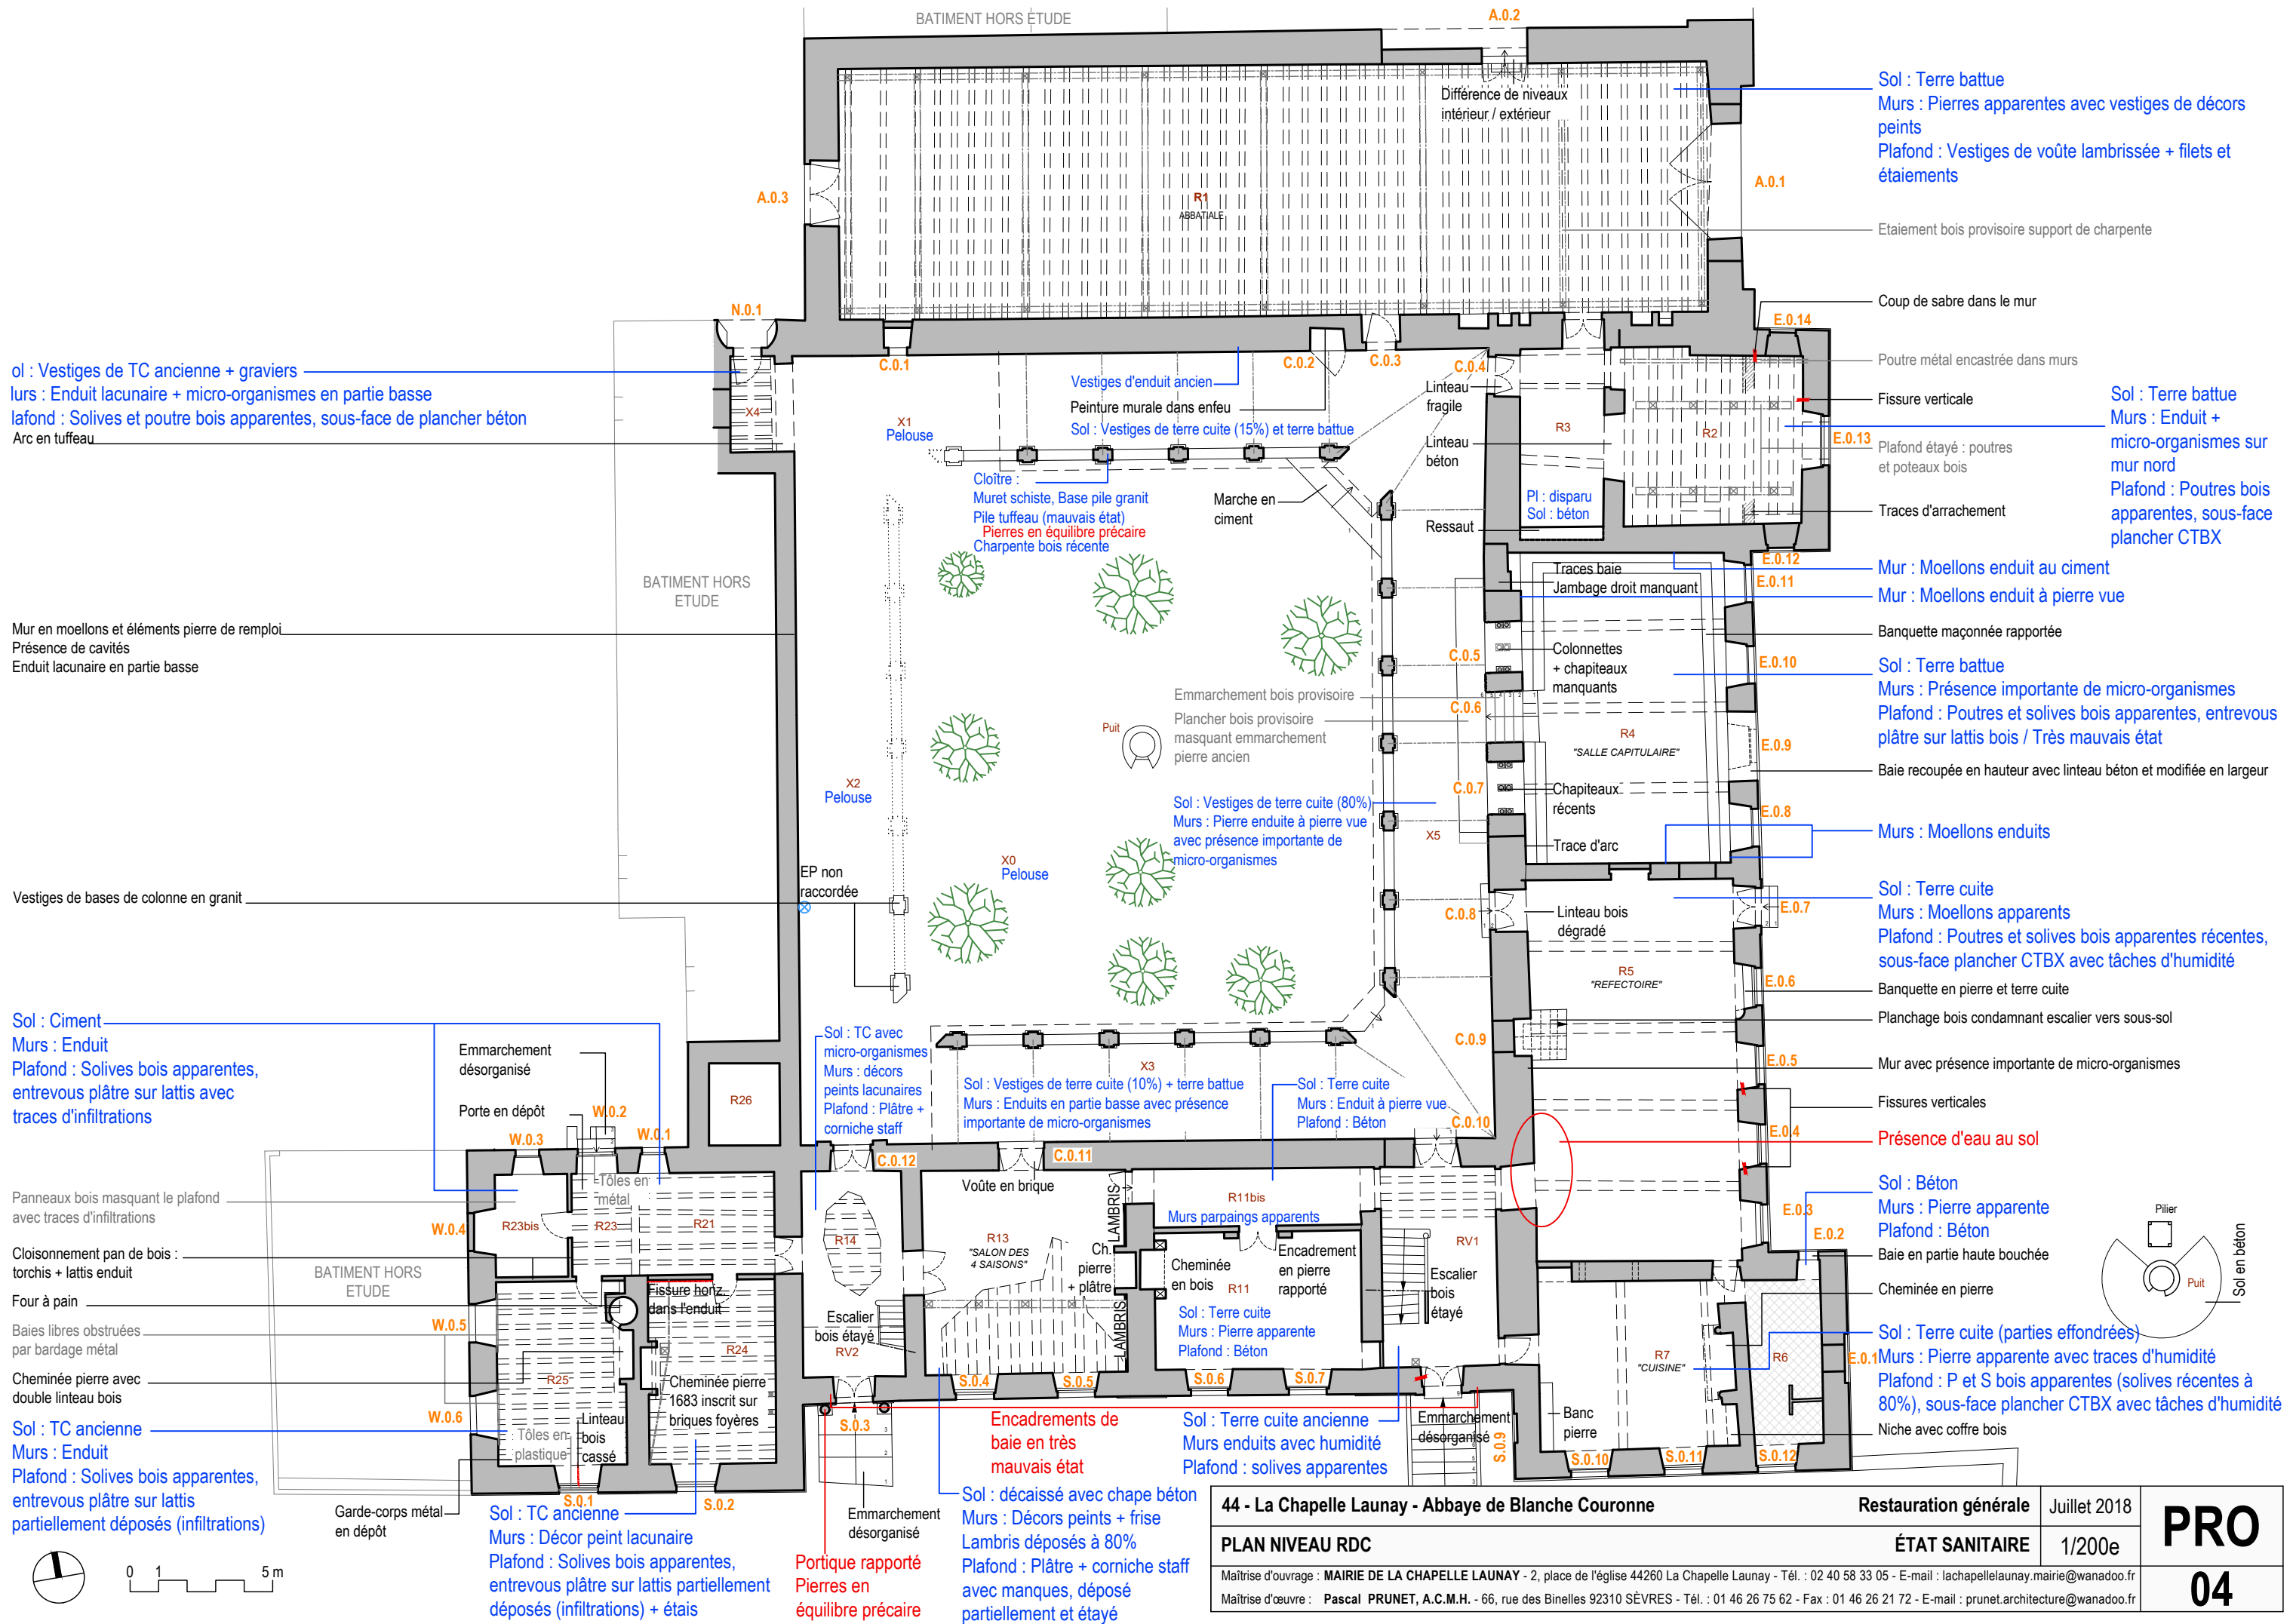 BATIMENT HORS ETUDE
A.0.2
Différence de niveaux
intérieur / extérieur
R1
ABBATIALE
A.0.3
A.0.1
Sol : Terre battue
Murs : Pierres apparentes avec vestiges de décors
peints
Plafond : Vestiges de voûte lambrissée + filets et
étaiements
Etaiement bois provisoire support de charpente
Coup de sabre dans le mur
E.0.14
Poutre métal encastrée dans murs
Fissure verticale
E.0.13
Plafond étayé : poutres
et poteaux bois
Traces d'arrachement
Sol : Terre battue
Murs : Enduit +
micro-organismes sur
mur nord
Plafond : Poutres bois
apparentes, sous-face
plancher CTBX
N.0.1
C.0.1
C.0.2
C.0.3
C.0.4
ol : Vestiges de TC ancienne + graviers
lurs : Enduit lacunaire + micro-organismes en partie basse
lafond : Solives et poutre bois apparentes, sous-face de plancher béton
Arc en tuffeau
X4
X1
Pelouse
Vestiges d'enduit ancien
Peinture murale dans enfeu
Sol : Vestiges de terre cuite (15%) et terre battue
Linteau
fragile
Linteau
béton
R3
R2
Pl : disparu
Sol : béton
Ressaut
Cloître :
Muret schiste, Base pile granit
Pile tuffeau (mauvais état)
Pierres en équilibre précaire
Charpente bois récente
Marche en
ciment
BATIMENT HORS
ETUDE
Mur en moellons et éléments pierre de remploi
Présence de cavités
Enduit lacunaire en partie basse
E.0.12
E.0.11
Mur : Moellons enduit au ciment
Mur : Moellons enduit à pierre vue
Traces baie
Jambage droit manquant
Banquette maçonnée rapportée
C.0.5
Colonnettes
+ chapiteaux
manquants
E.0.10
Sol : Terre battue
Murs : Présence importante de micro-organismes
Plafond : Poutres et solives bois apparentes, entrevous
plâtre sur lattis bois / Très mauvais état
Emmarchement bois provisoire
C.0.6
6 5 4 3 2 1
Plancher bois provisoire
masquant emmarchement
pierre ancien
Puit
R4
"SALLE CAPITULAIRE"
E.0.9
Baie recoupée en hauteur avec linteau béton et modifiée en largeur
X2
Pelouse
Sol : Vestiges de terre cuite (80%)
Murs : Pierre enduite à pierre vue
avec présence importante de
micro-organismes
C.0.7
Chapiteaux
récents
E.0.8
X5
Trace d'arc
Murs : Moellons enduits
X0
Pelouse
EP non
raccordée
Vestiges de bases de colonne en granit
C.0.8
Linteau bois
dégradé
E.0.7
Sol : Terre cuite
Murs : Moellons apparents
Plafond : Poutres et solives bois apparentes récentes,
sous-face plancher CTBX avec tâches d'humidité
R5
"REFECTOIRE"
E.0.6
Banquette en pierre et terre cuite
Planchage bois condamnant escalier vers sous-sol
C.0.9
E.0.5
Mur avec présence importante de micro-organismes
Fissures verticales
E.0.4
Présence d'eau au sol
Sol : Ciment
Murs : Enduit
Plafond : Solives bois apparentes,
entrevous plâtre sur lattis avec
traces d'infiltrations
Emmarchement
désorganisé
Porte en dépôt
W.0.2
W.0.3
W.0.1
R26
Sol : TC avec
micro-organismes
Murs : décors
peints lacunaires
Plafond : Plâtre +
corniche staff
X3
Sol : Vestiges de terre cuite (10%) + terre battue
Murs : Enduits en partie basse avec présence
importante de micro-organismes
Sol : Terre cuite
Murs : Enduit à pierre vue
Plafond : Béton
C.0.10
C.0.12
C.0.11
Voûte en brique
Panneaux bois masquant le plafond
avec traces d'infiltrations
Tôles en
métal
W.0.4
R23bis
R23
R21
R14
R13
"SALON DES
4 SAISONS"
LAMBRIS
LAMBRIS
Ch.
pierre
+ plâtre
R11bis
Murs parpaings apparents
Cheminée
en bois
R11
Encadrement
en pierre
rapporté
Sol : Terre cuite
Murs : Pierre apparente
Plafond : Béton
RV1
Escalier
bois
étayé
E.0.3
E.0.2
Sol : Béton
Murs : Pierre apparente
Plafond : Béton
Baie en partie haute bouchée
Cheminée en pierre
Pilier
Puit
Sol en béton
Cloisonnement pan de bois :
torchis + lattis enduit
Four à pain
BATIMENT HORS
ETUDE
Baies libres obstruées
par bardage métal
W.0.5
Fissure horiz.
dans l'enduit
Escalier
bois étayé
RV2
R24
Cheminée pierre
1683 inscrit sur
briques foyères
R25
Cheminée pierre avec
double linteau bois
W.0.6
Linteau
bois
cassé
Tôles en
plastique
S.0.4
S.0.5
S.0.6
S.0.7
R7
"CUISINE"
R6
E.0.1
Sol : Terre cuite (parties effondrées)
Murs : Pierre apparente avec traces d'humidité
Plafond : P et S bois apparentes (solives récentes à
80%), sous-face plancher CTBX avec tâches d'humidité
Niche avec coffre bois
Sol : TC ancienne
Murs : Enduit
Plafond : Solives bois apparentes,
entrevous plâtre sur lattis
partiellement déposés (infiltrations)
Garde-corps métal
en dépôt
S.0.1
S.0.2
S.0.3
3
2
1
Emmarchement
désorganisé
Encadrements de
baie en très
mauvais état
Sol : Terre cuite ancienne
Murs enduits avec humidité
Plafond : solives apparentes
Emmarchement
désorganisé
S.0.9
Banc
pierre
S.0.10
S.0.11
S.0.12
Sol : TC ancienne
Murs : Décor peint lacunaire
Plafond : Solives bois apparentes,
entrevous plâtre sur lattis partiellement
déposés (infiltrations) + étais
Portique rapporté
Pierres en
équilibre précaire
Sol : décaissé avec chape béton
Murs : Décors peints + frise
Lambris déposés à 80%
Plafond : Plâtre + corniche staff
avec manques, déposé
partiellement et étayé
0 1 5 m
44 - La Chapelle Launay - Abbaye de Blanche Couronne Restauration générale Juillet 2018
PLAN NIVEAU RDC ÉTAT SANITAIRE 1/200e
PRO
04
Maîtrise d'ouvrage : MAIRIE DE LA CHAPELLE LAUNAY - 2, place de l'église 44260 La Chapelle Launay - Tél. : 02 40 58 33 05 - E-mail : lachapellelaunay.mairie@wanadoo.fr
Maîtrise d'œuvre : Pascal PRUNET, A.C.M.H. - 66, rue des Binelles 92310 SÈVRES - Tél. : 01 46 26 75 62 - Fax : 01 46 26 21 72 - E-mail : prunet.architecture@wanadoo.fr